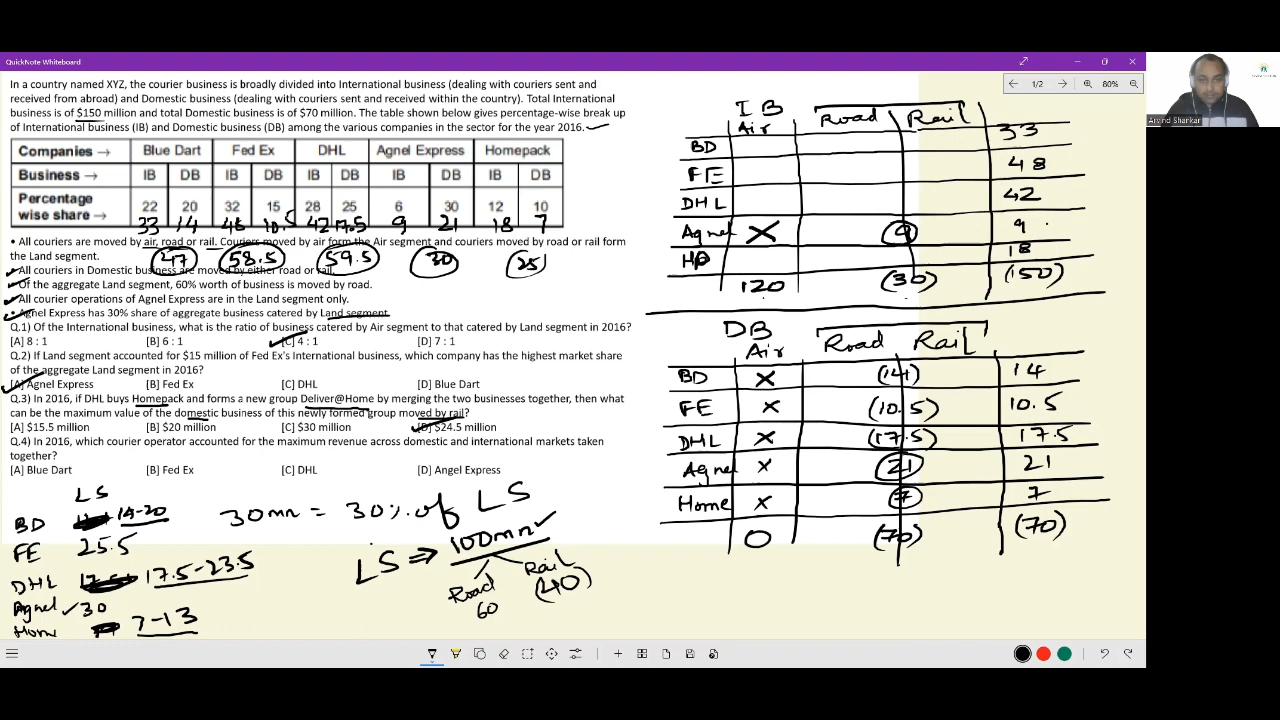 QuickNote Whiteboard
In a country named XYZ, the courier business is broadly divided into International business (dealing with couriers sent and
received from abroad) and Domestic business (dealing with couriers sent and received within the country). Total International
business is of $150 million and total Domestic business is of $70 million. The table shown below gives percentage-wise break up
of International business (IB) and Domestic business (DB) among the various companies in the sector for the year 2016.
Companies → Blue Dart Fed Ex DHL Agnel Express Homepack
Business → IB DB IB DB IB DB IB DB IB DB
Percentage wise share → 22 20 32 15 28 25 6 30 12 10
33 14 48 10.5 42 17.5 9 21 18 7
• All couriers are moved by air, road or rail. Couriers moved by air form the Air segment and couriers moved by road or rail form
the Land segment.
47 58.5 59.5 30 25
All couriers in Domestic business are moved by either road or rail.
Of the aggregate Land segment, 60% worth of business is moved by road.
All courier operations of Agnel Express are in the Land segment only.
• Agnel Express has 30% share of aggregate business catered by Land segment.
Q.1) Of the International business, what is the ratio of business catered by Air segment to that catered by Land segment in 2016?
[A] 8 : 1 [B] 6 : 1 [C] 4 : 1 [D] 7 : 1
Q.2) If Land segment accounted for $15 million of Fed Ex's International business, which company has the highest market share
of the aggregate Land segment in 2016?
[A] Agnel Express [B] Fed Ex [C] DHL [D] Blue Dart
Q.3) In 2016, if DHL buys Homepack and forms a new group Deliver@Home by merging the two businesses together, then what
can be the maximum value of the domestic business of this newly formed group moved by rail?
[A] $15.5 million [B] $20 million [C] $30 million [D] $24.5 million
Q.4) In 2016, which courier operator accounted for the maximum revenue across domestic and international markets taken
together?
[A] Blue Dart [B] Fed Ex [C] DHL [D] Angel Express
LS
BD 14-20
FE 25.5
DHL 17.5-23.5
Agnel 30
Home 7-13
30mn = 30% of LS
LS ⇒ 100mn
Road 60
Rail (40)
IB
Air Road Rail
BD 33
FE 48
DHL 42
Agnel X 9 9
HP 18
120 (30) (150)
DB
Air Road Rail
BD X (14) 14
FE X (10.5) 10.5
DHL X (17.5) 17.5
Agnel X 21 21
Home X 7 7
0 (70) (70)
1/2
80%
Arvind Sharkar